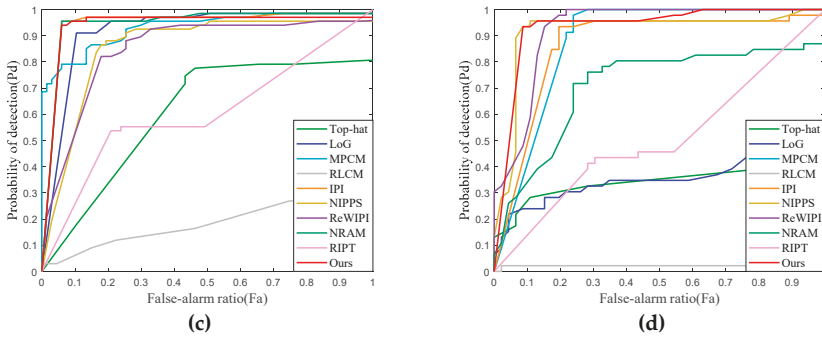 Probability of detection(Pd)
1
0.9
0.8
0.7
0.6
0.5
0.4
0.3
0.2
0.1
0
0 0.1 0.2 0.3 0.4 0.5 0.6 0.7 0.8 0.9 1
False-alarm ratio(Fa)
Top-hat
LoG
MPCM
RLCM
IPI
NIPPS
ReWIPI
NRAM
RIPT
Ours
(c)
Probability of detection(Pd)
1
0.9
0.8
0.7
0.6
0.5
0.4
0.3
0.2
0.1
0
0 0.1 0.2 0.3 0.4 0.5 0.6 0.7 0.8 0.9
False-alarm ratio(Fa)
Top-hat
LoG
MPCM
RLCM
IPI
NIPPS
ReWIPI
NRAM
RIPT
Ours
(d)